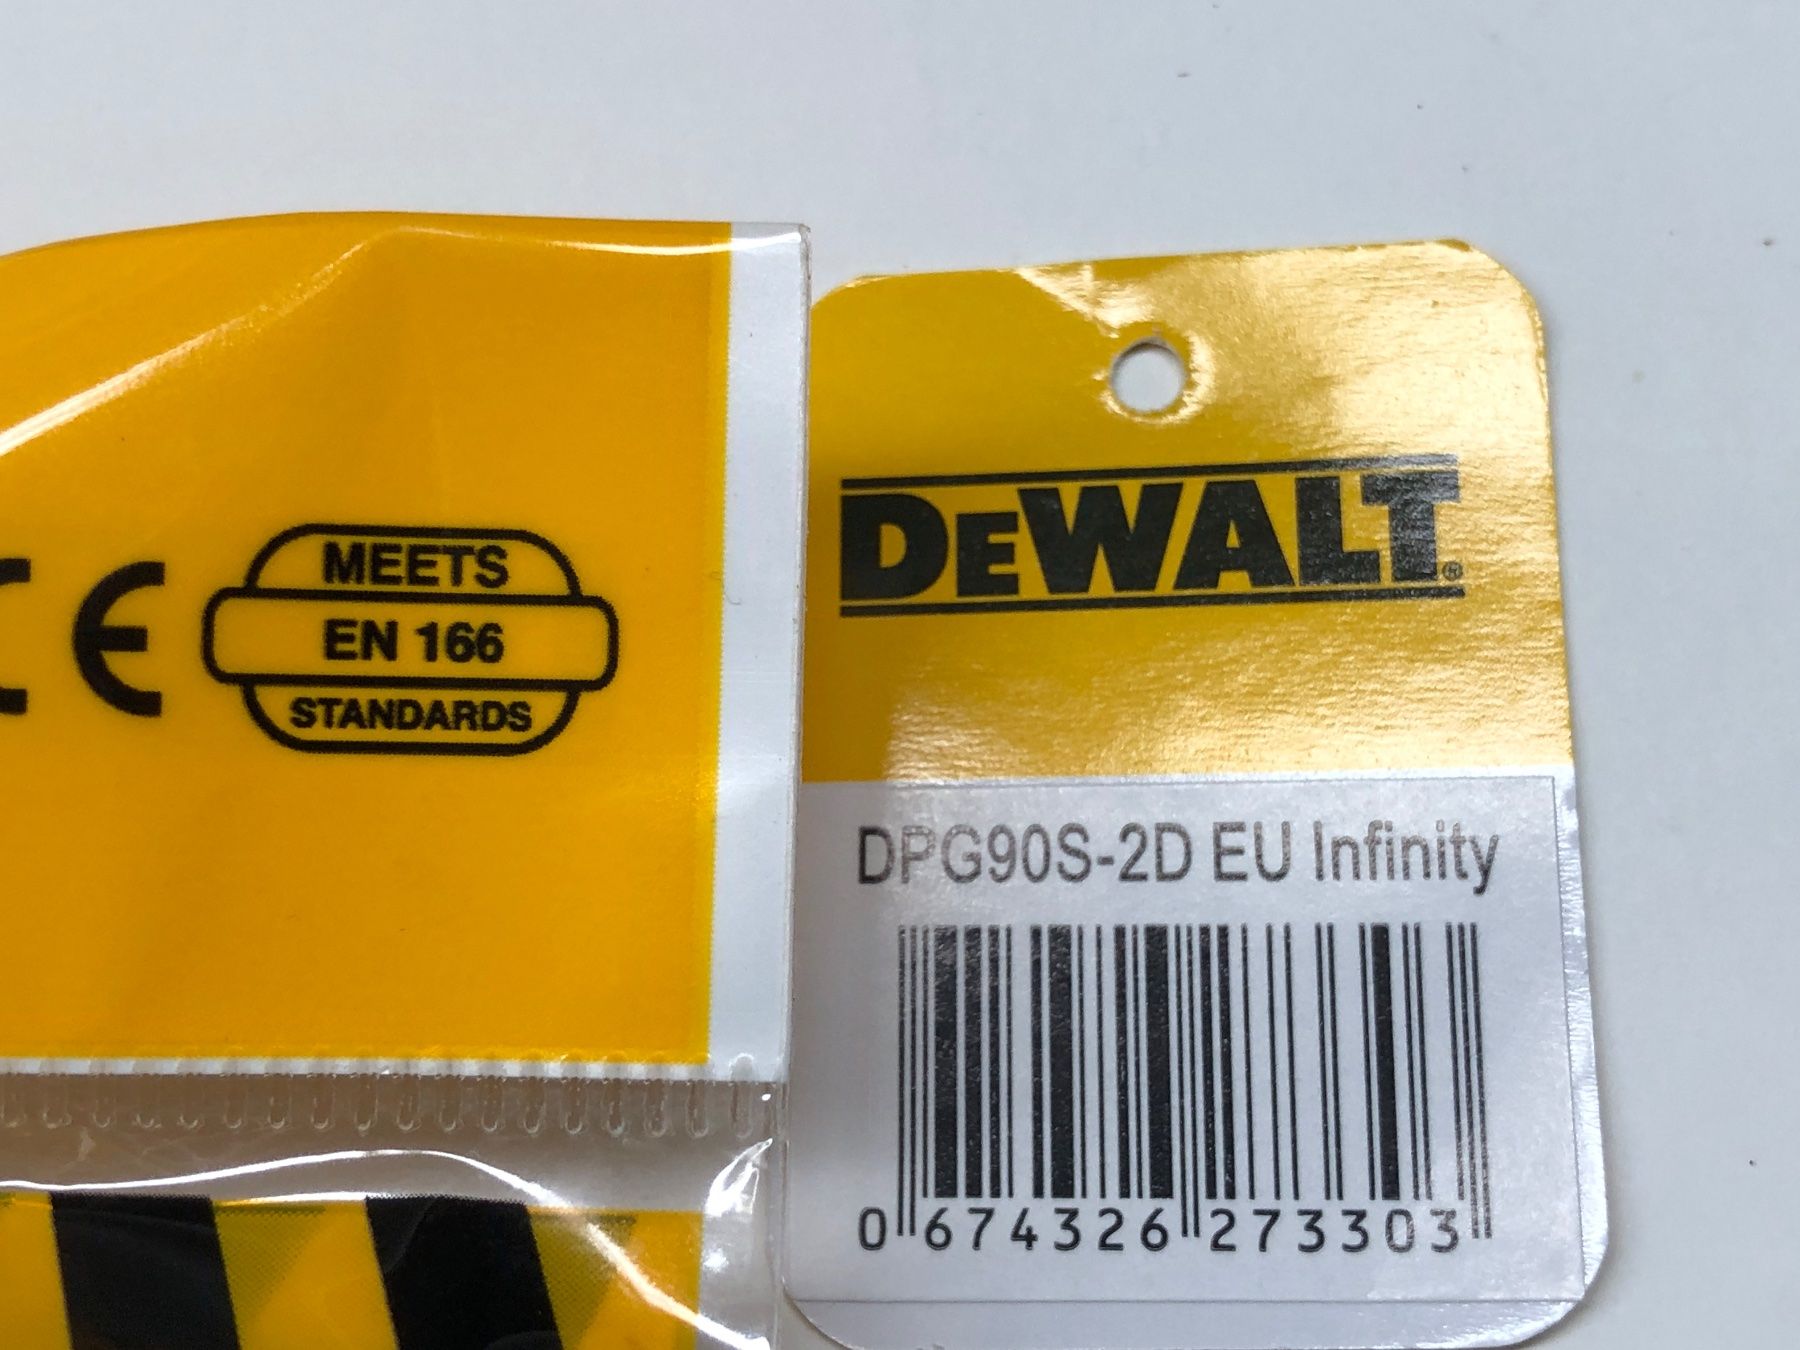 CE
MEETS
EN 166
STANDARDS
DEWALT®
DPG90S-2D EU Infinity
0 674326 273303